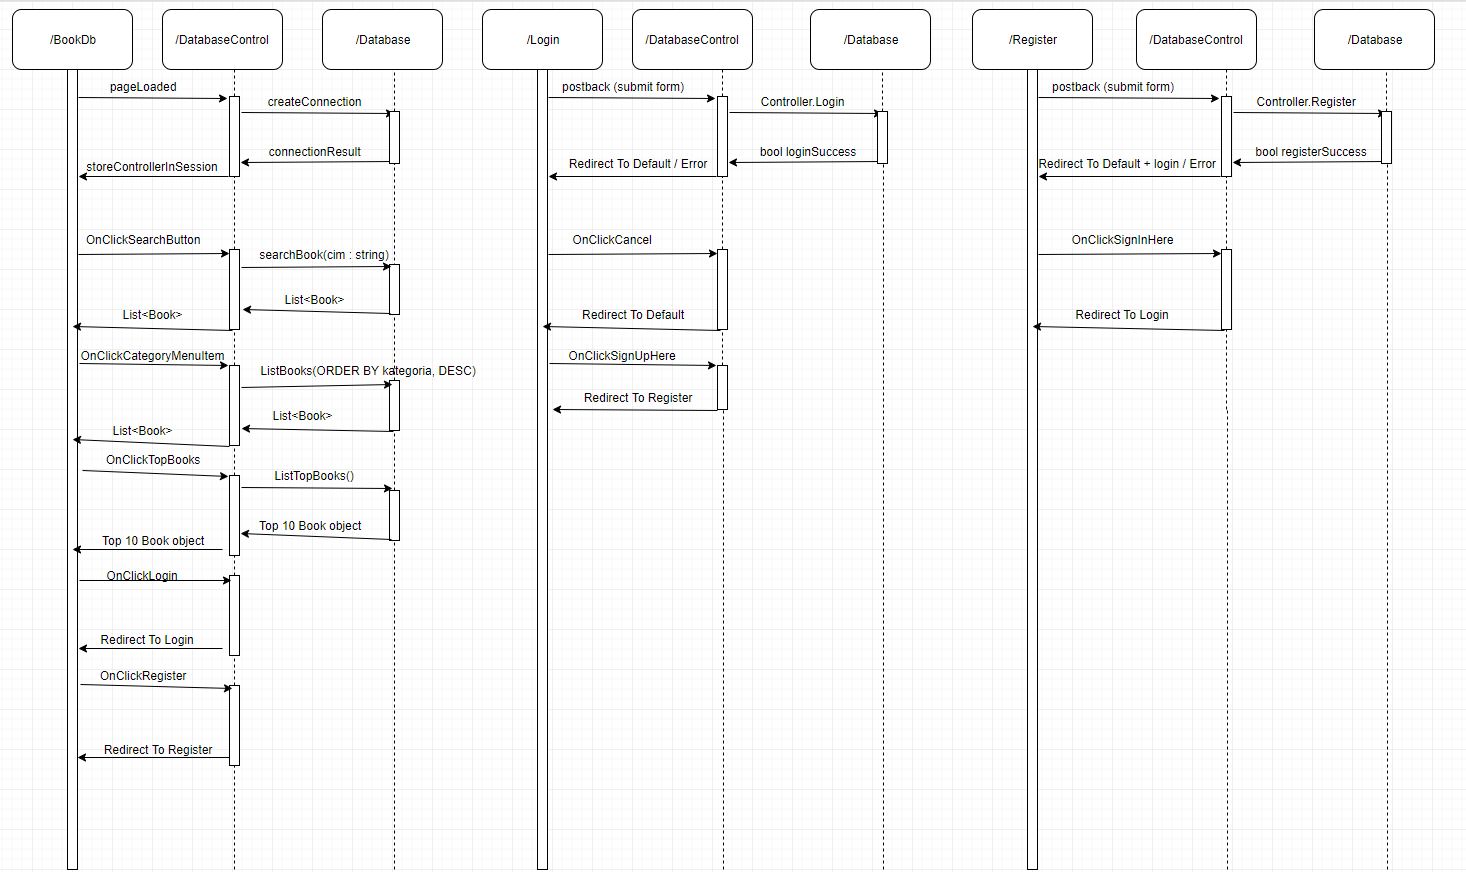 /BookDb
/DatabaseControl
/Database
pageLoaded
createConnection
connectionResult
storeControllerInSession
OnClickSearchButton
searchBook(cim : string)
List<Book>
List<Book>
OnClickCategoryMenuItem
ListBooks(ORDER BY kategoria, DESC)
List<Book>
List<Book>
OnClickTopBooks
ListTopBooks()
Top 10 Book object
Top 10 Book object
OnClickLogin
Redirect To Login
OnClickRegister
Redirect To Register
/Login
/DatabaseControl
/Database
postback (submit form)
Controller.Login
bool loginSuccess
Redirect To Default / Error
OnClickCancel
Redirect To Default
OnClickSignUpHere
Redirect To Register
/Register
/DatabaseControl
/Database
postback (submit form)
Controller.Register
bool registerSuccess
Redirect To Default + login / Error
OnClickSignInHere
Redirect To Login